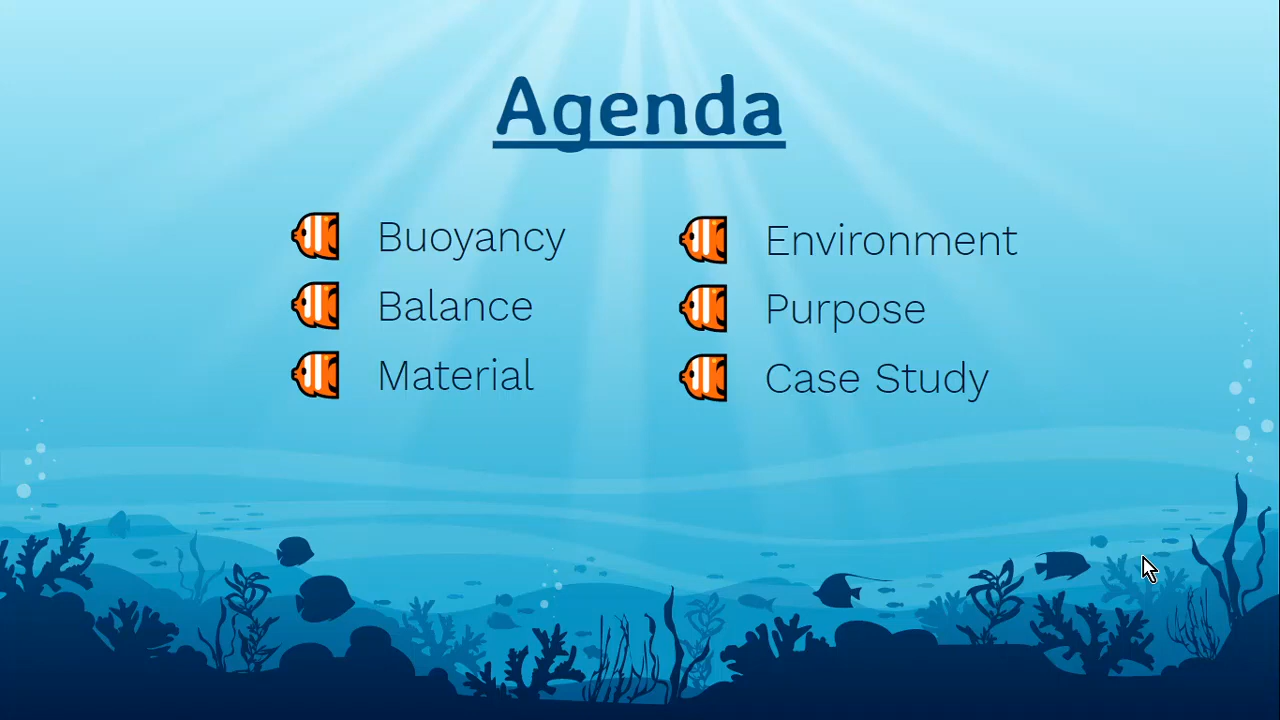 Agenda
Buoyancy
Balance
Material
Environment
Purpose
Case Study